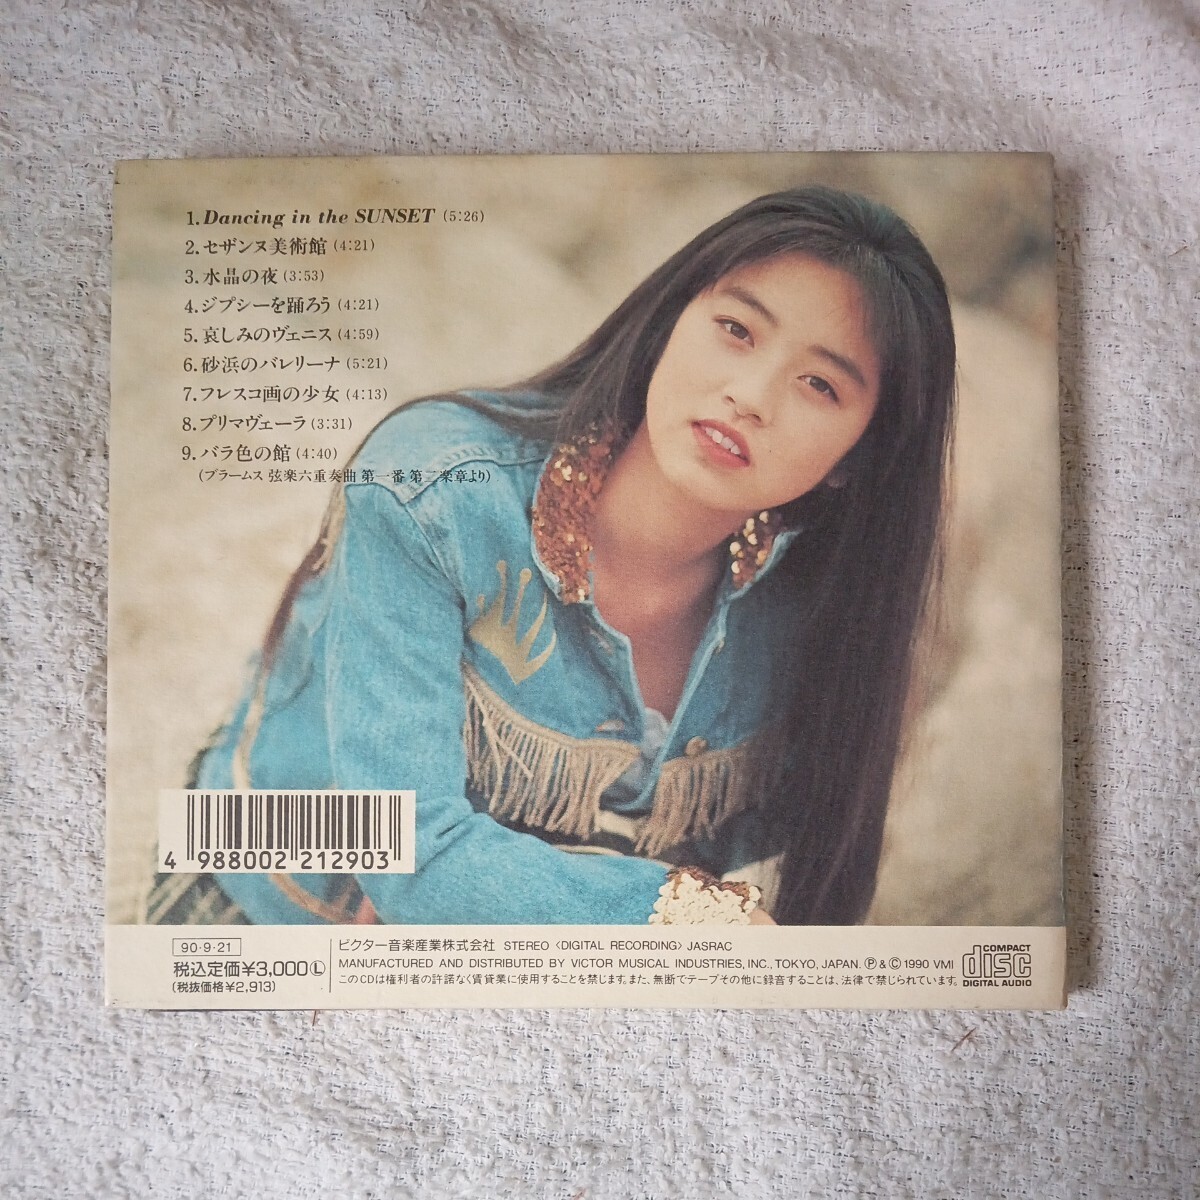 1. Dancing in the SUNSET (5:26)
2. セザンヌ美術館 (4:21)
3. 水晶の夜 (3:53)
4. ジプシーを踊ろう (4:21)
5. 哀しみのヴェニス (4:59)
6. 砂浜のバレリーナ (5:21)
7. フレスコ画の少女 (4:13)
8. プリマヴェーラ (3:31)
9. バラ色の館 (4:40)
(ブラームス 弦楽六重奏曲 第一番 第二楽章より)
4 988002 212903
90・9・21
税込定価¥3,000Ⓛ
(税抜価格¥2,913)
ビクター音楽産業株式会社 STEREO 〈DIGITAL RECORDING〉 JASRAC
MANUFACTURED AND DISTRIBUTED BY VICTOR MUSICAL INDUSTRIES, INC., TOKYO, JAPAN. Ⓟ & Ⓒ 1990 VMI
このCDは権利者の許諾なく賃貸業に使用することを禁じます。また、無断でテープその他に録音することは、法律で禁じられています。
COMPACT
disc
DIGITAL AUDIO